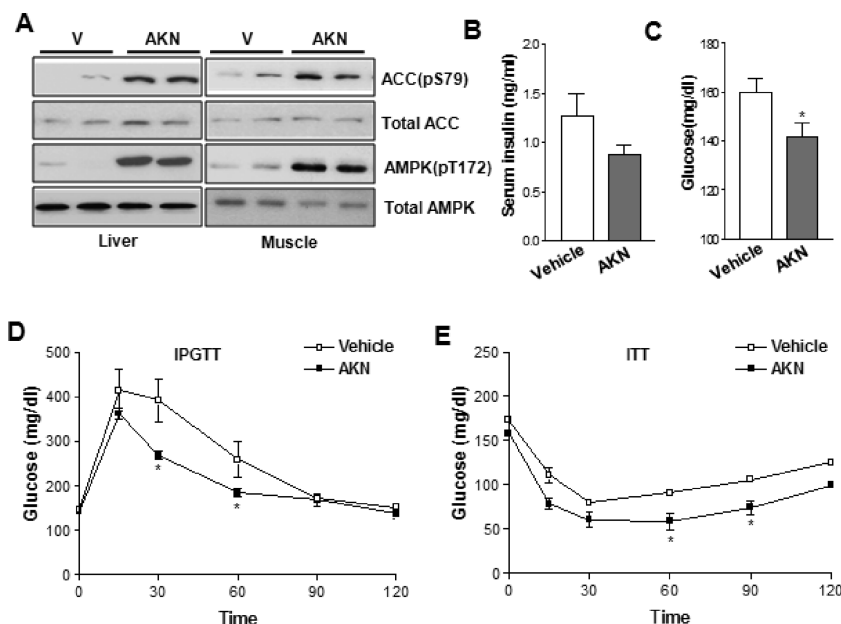 A
V AKN V AKN
ACC(pS79)
Total ACC
AMPK(pT172)
Total AMPK
Liver Muscle
B
Serum insulin (ng/ml)
2.0
1.5
1.0
0.5
0.0
Vehicle AKN
C
Glucose(mg/dl)
180
160
140
120
100
*
Vehicle AKN
D
IPGTT
Vehicle
AKN
Glucose (mg/dl)
500
400
300
200
100
0
* *
0 30 60 90 120
Time
E
ITT
Vehicle
AKN
Glucose (mg/dl)
250
200
150
100
50
0
* *
0 30 60 90 120
Time